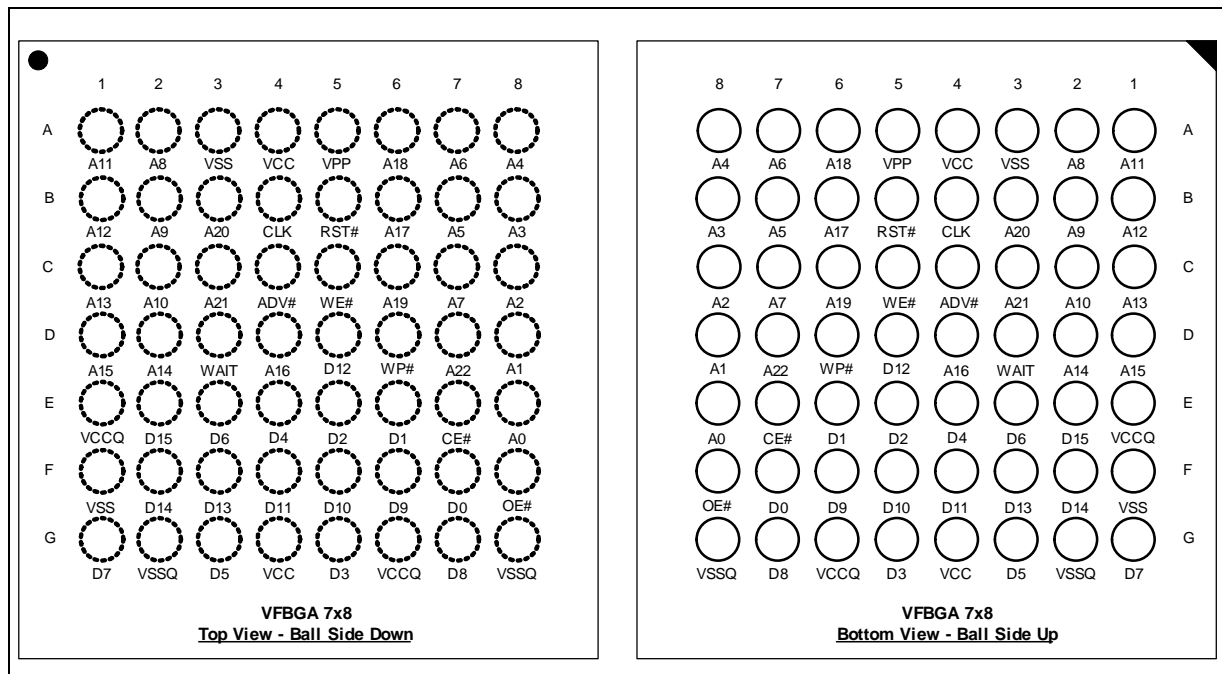 1 2 3 4 5 6 7 8
A
A11 A8 VSS VCC VPP A18 A6 A4
B
A12 A9 A20 CLK RST# A17 A5 A3
C
A13 A10 A21 ADV# WE# A19 A7 A2
D
A15 A14 WAIT A16 D12 WP# A22 A1
E
VCCQ D15 D6 D4 D2 D1 CE# A0
F
VSS D14 D13 D11 D10 D9 D0 OE#
G
D7 VSSQ D5 VCC D3 VCCQ D8 VSSQ
VFBGA 7x8
Top View - Ball Side Down
8 7 6 5 4 3 2 1
A
A4 A6 A18 VPP VCC VSS A8 A11
B
A3 A5 A17 RST# CLK A20 A9 A12
C
A2 A7 A19 WE# ADV# A21 A10 A13
D
A1 A22 WP# D12 A16 WAIT A14 A15
E
A0 CE# D1 D2 D4 D6 D15 VCCQ
F
OE# D0 D9 D10 D11 D13 D14 VSS
G
VSSQ D8 VCCQ D3 VCC D5 VSSQ D7
VFBGA 7x8
Bottom View - Ball Side Up